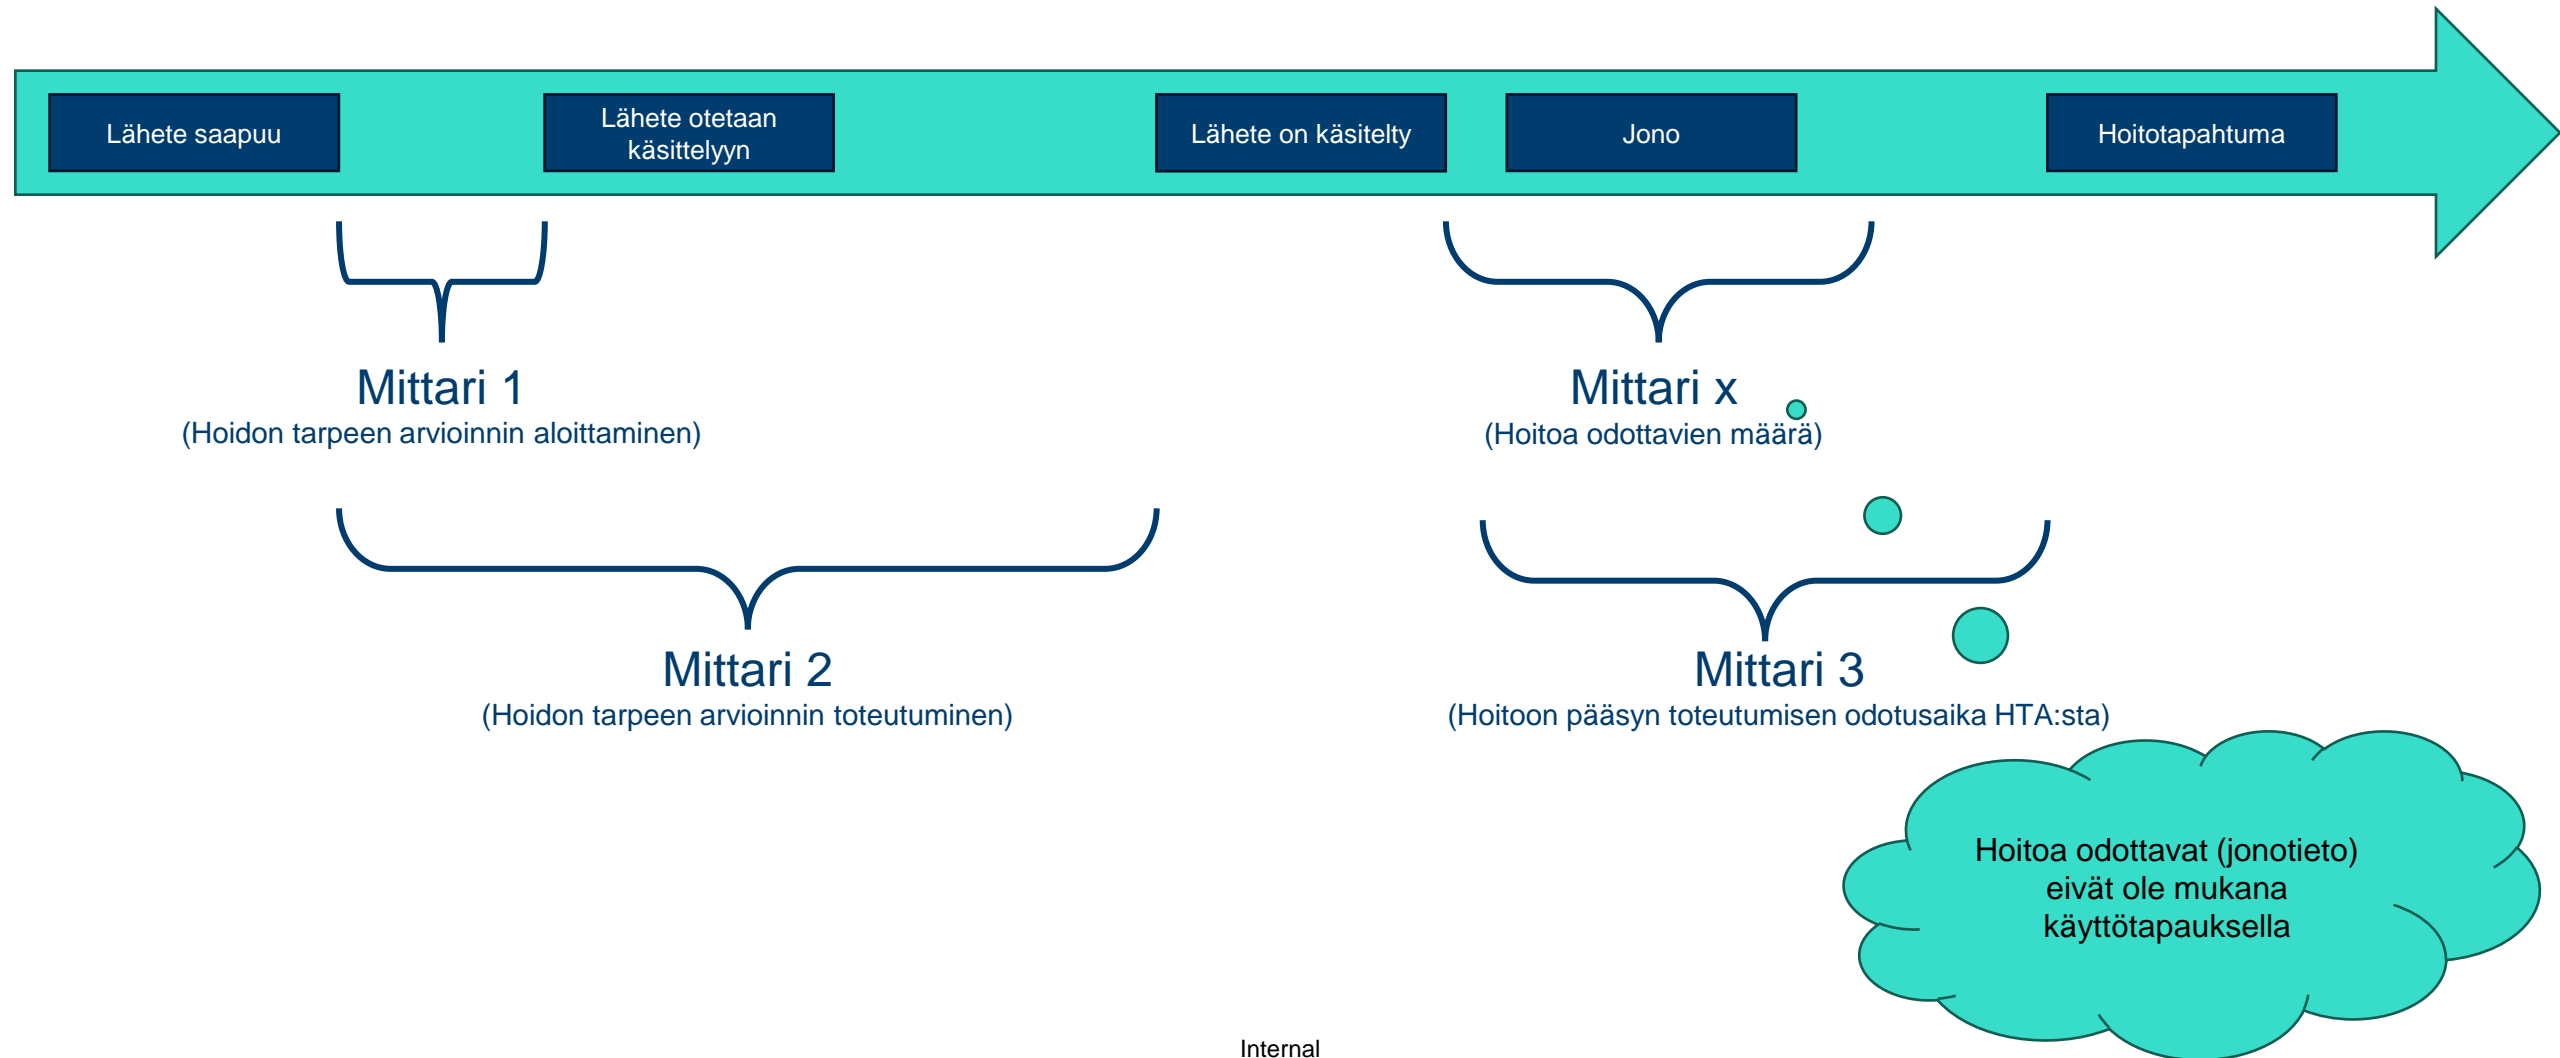 Lähete saapuu
Lähete otetaan
käsittelyyn
Lähete on käsitelty
Jono
Hoitotapahtuma
Mittari 1
(Hoidon tarpeen arvioinnin aloittaminen)
Mittari x
(Hoitoa odottavien määrä)
Mittari 2
(Hoidon tarpeen arvioinnin toteutuminen)
Mittari 3
(Hoitoon pääsyn toteutumisen odotusaika HTA:sta)
Hoitoa odottavat (jonotieto)
eivät ole mukana
käyttötapauksella
Internal